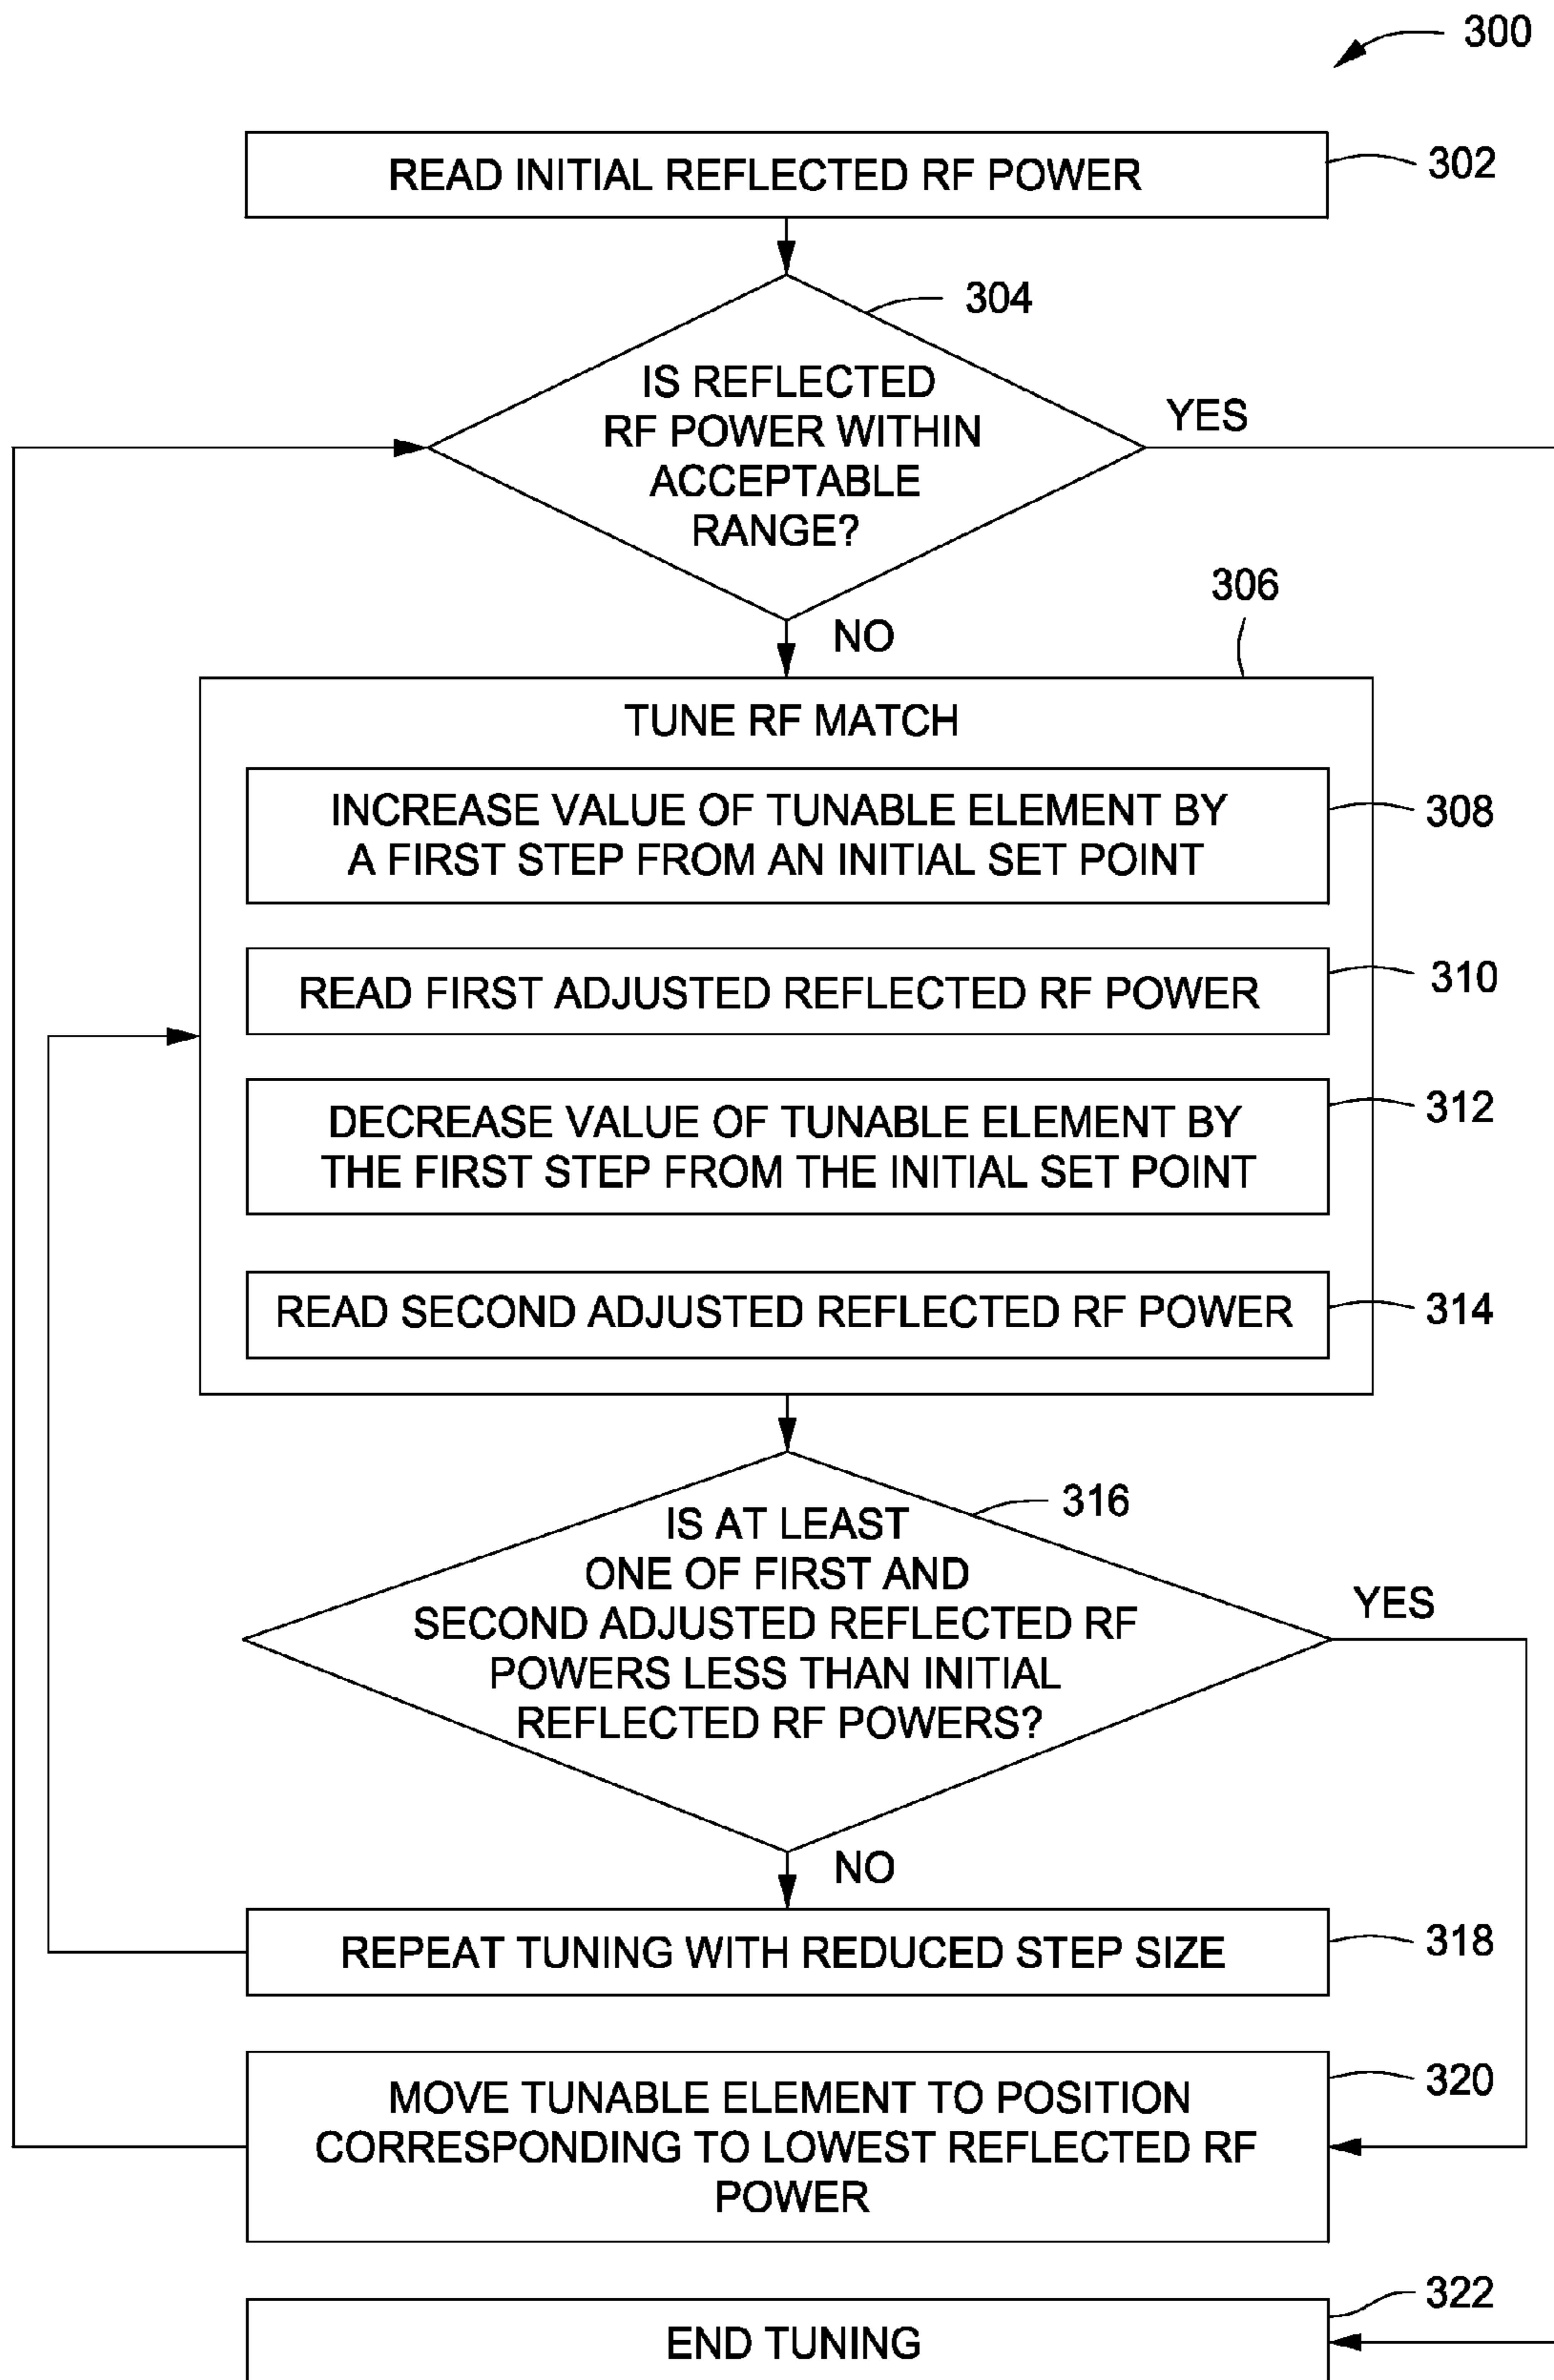 300
READ INITIAL REFLECTED RF POWER
302
304
IS REFLECTED
RF POWER WITHIN
ACCEPTABLE
RANGE?
YES
NO
306
TUNE RF MATCH
INCREASE VALUE OF TUNABLE ELEMENT BY
A FIRST STEP FROM AN INITIAL SET POINT
308
READ FIRST ADJUSTED REFLECTED RF POWER
310
DECREASE VALUE OF TUNABLE ELEMENT BY
THE FIRST STEP FROM THE INITIAL SET POINT
312
READ SECOND ADJUSTED REFLECTED RF POWER
314
316
IS AT LEAST
ONE OF FIRST AND
SECOND ADJUSTED REFLECTED RF
POWERS LESS THAN INITIAL
REFLECTED RF POWERS?
YES
NO
REPEAT TUNING WITH REDUCED STEP SIZE
318
MOVE TUNABLE ELEMENT TO POSITION
CORRESPONDING TO LOWEST REFLECTED RF
POWER
320
END TUNING
322